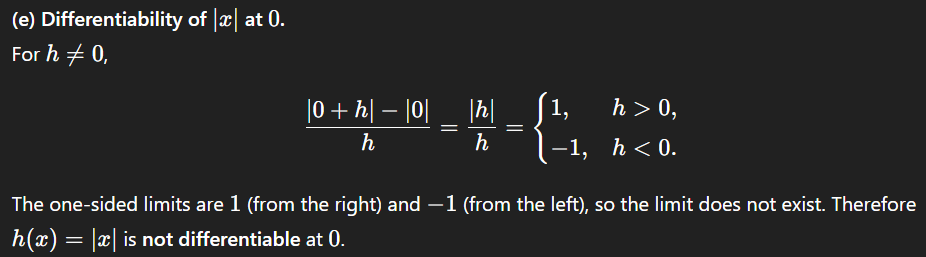 (e) Differentiability of |x| at 0.
For h ≠ 0,
|0 + h| − |0| / h = |h| / h = { 1, h > 0,
−1, h < 0.
The one-sided limits are 1 (from the right) and −1 (from the left), so the limit does not exist. Therefore
h(x) = |x| is not differentiable at 0.